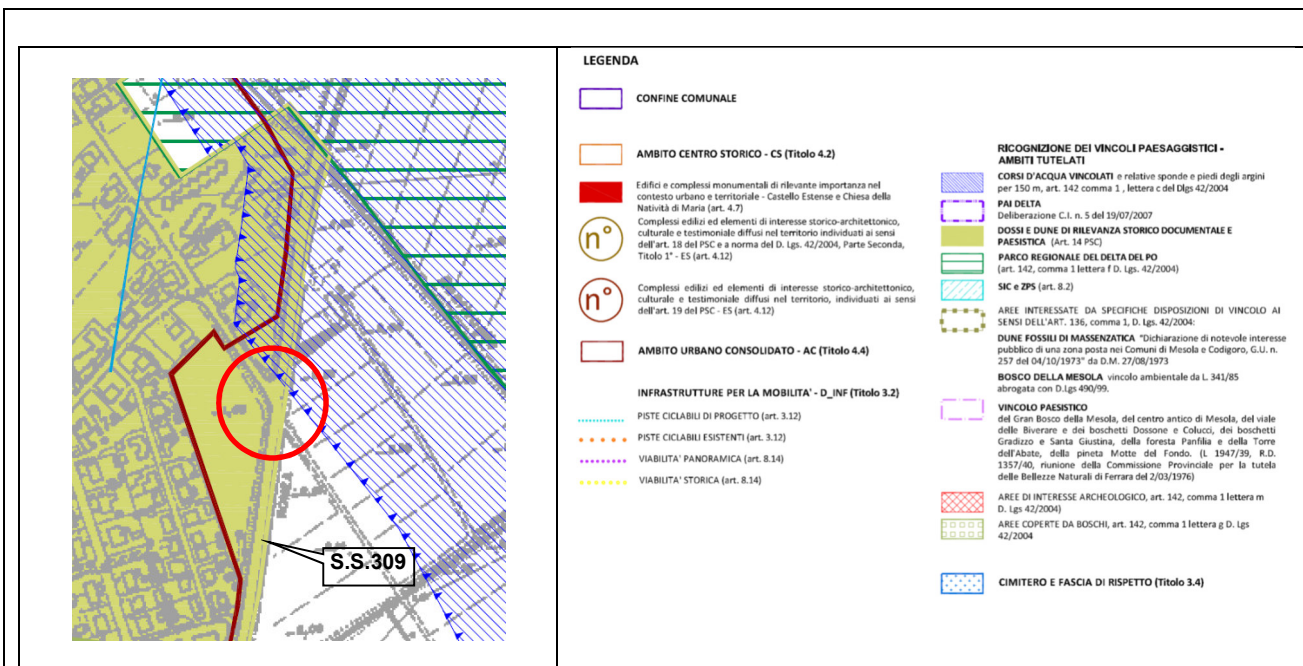 S.S.309
LEGENDA
CONFINE COMUNALE
AMBITO CENTRO STORICO - CS (Titolo 4.2)
Edifici e complessi monumentali di rilevante importanza nel
contesto urbano e territoriale - Castello Estense e Chiesa della
Natività di Maria (art. 4.7)
n°
Complessi edilizi ed elementi di interesse storico-architettonico,
culturale e testimoniale diffusi nel territorio individuati ai sensi
dell'art. 18 del PSC e a norma del D. Lgs. 42/2004, Parte Seconda,
Titolo 1° - ES (art. 4.12)
n°
Complessi edilizi ed elementi di interesse storico-architettonico,
culturale e testimoniale diffusi nel territorio, individuati ai sensi
dell'art. 19 del PSC - ES (art. 4.12)
AMBITO URBANO CONSOLIDATO - AC (Titolo 4.4)
INFRASTRUTTURE PER LA MOBILITA' - D_INF (Titolo 3.2)
PISTE CICLABILI DI PROGETTO (art. 3.12)
PISTE CICLABILI ESISTENTI (art. 3.12)
VIABILITA' PANORAMICA (art. 8.14)
VIABILITA' STORICA (art. 8.14)
RICOGNIZIONE DEI VINCOLI PAESAGGISTICI -
AMBITI TUTELATI
CORSI D'ACQUA VINCOLATI e relative sponde e piedi degli argini
per 150 m, art. 142 comma 1 , lettera c del Dlgs 42/2004
PAI DELTA
Deliberazione C.I. n. 5 del 19/07/2007
DOSSI E DUNE DI RILEVANZA STORICO DOCUMENTALE E
PAESISTICA (Art. 14 PSC)
PARCO REGIONALE DEL DELTA DEL PO
(art. 142, comma 1 lettera f D. Lgs. 42/2004)
SIC e ZPS (art. 8.2)
AREE INTERESSATE DA SPECIFICHE DISPOSIZIONI DI VINCOLO AI
SENSI DELL'ART. 136, comma 1, D. Lgs. 42/2004:
DUNE FOSSILI DI MASSENZATICA "Dichiarazione di notevole interesse
pubblico di una zona posta nei Comuni di Mesola e Codigoro, G.U. n.
257 del 04/10/1973" da D.M. 27/08/1973
BOSCO DELLA MESOLA vincolo ambientale da L. 341/85
abrogata con D.Lgs 490/99.
VINCOLO PAESISTICO
del Gran Bosco della Mesola, del centro antico di Mesola, del viale
delle Biverare e dei boschetti Dossone e Colucci, dei boschetti
Gradizzo e Santa Giustina, della foresta Panfilia e della Torre
dell'Abate, della pineta Motte del Fondo. (L 1947/39, R.D.
1357/40, riunione della Commissione Provinciale per la tutela
delle Bellezze Naturali di Ferrara del 2/03/1976)
AREE DI INTERESSE ARCHEOLOGICO, art. 142, comma 1 lettera m
D. Lgs 42/2004)
AREE COPERTE DA BOSCHI, art. 142, comma 1 lettera g D. Lgs
42/2004
CIMITERO E FASCIA DI RISPETTO (Titolo 3.4)